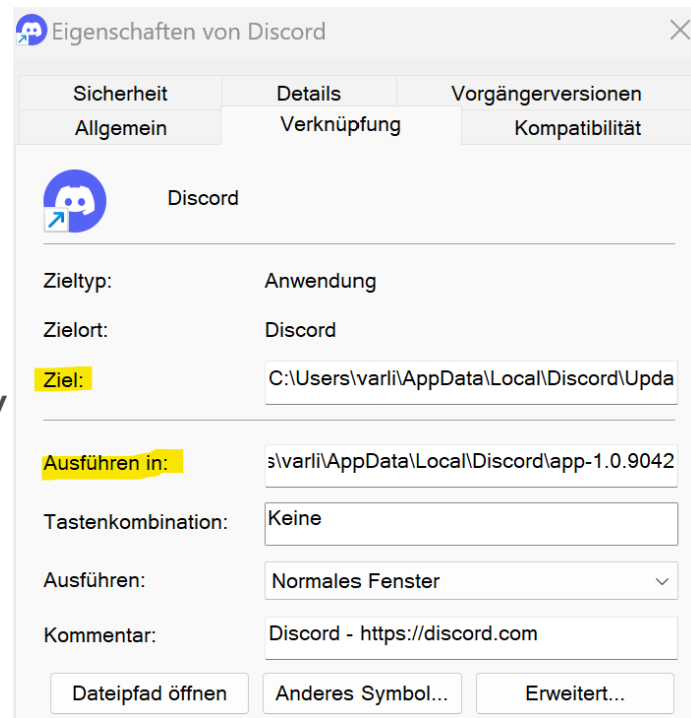 Eigenschaften von Discord
Sicherheit Details Vorgängerversionen
Allgemein Verknüpfung Kompatibilität
Discord
Zieltyp: Anwendung
Zielort: Discord
Ziel: C:\Users\varli\AppData\Local\Discord\Upda
Ausführen in: s\varli\AppData\Local\Discord\app-1.0.9042
Tastenkombination: Keine
Ausführen: Normales Fenster
Kommentar: Discord - https://discord.com
Dateipfad öffnen Anderes Symbol... Erweitert...